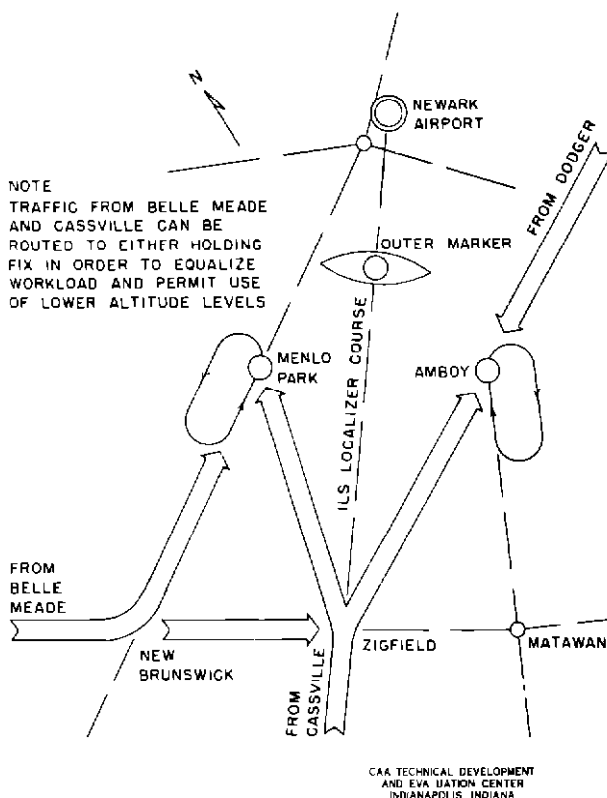 N
NEWARK
AIRPORT
NOTE
TRAFFIC FROM BELLE MEADE
AND CASSVILLE CAN BE
ROUTED TO EITHER HOLDING
FIX IN ORDER TO EQUALIZE
WORKLOAD AND PERMIT USE
OF LOWER ALTITUDE LEVELS
FROM DODGER
OUTER MARKER
MENLO
PARK
AMBOY
ILS LOCALIZER COURSE
FROM
BELLE
MEADE
NEW
BRUNSWICK
FROM
CASSVILLE
ZIGFIELD
MATAWAN
CAA TECHNICAL DEVELOPMENT
AND EVA UATION CENTER
INDIANAPOLIS INDIANA